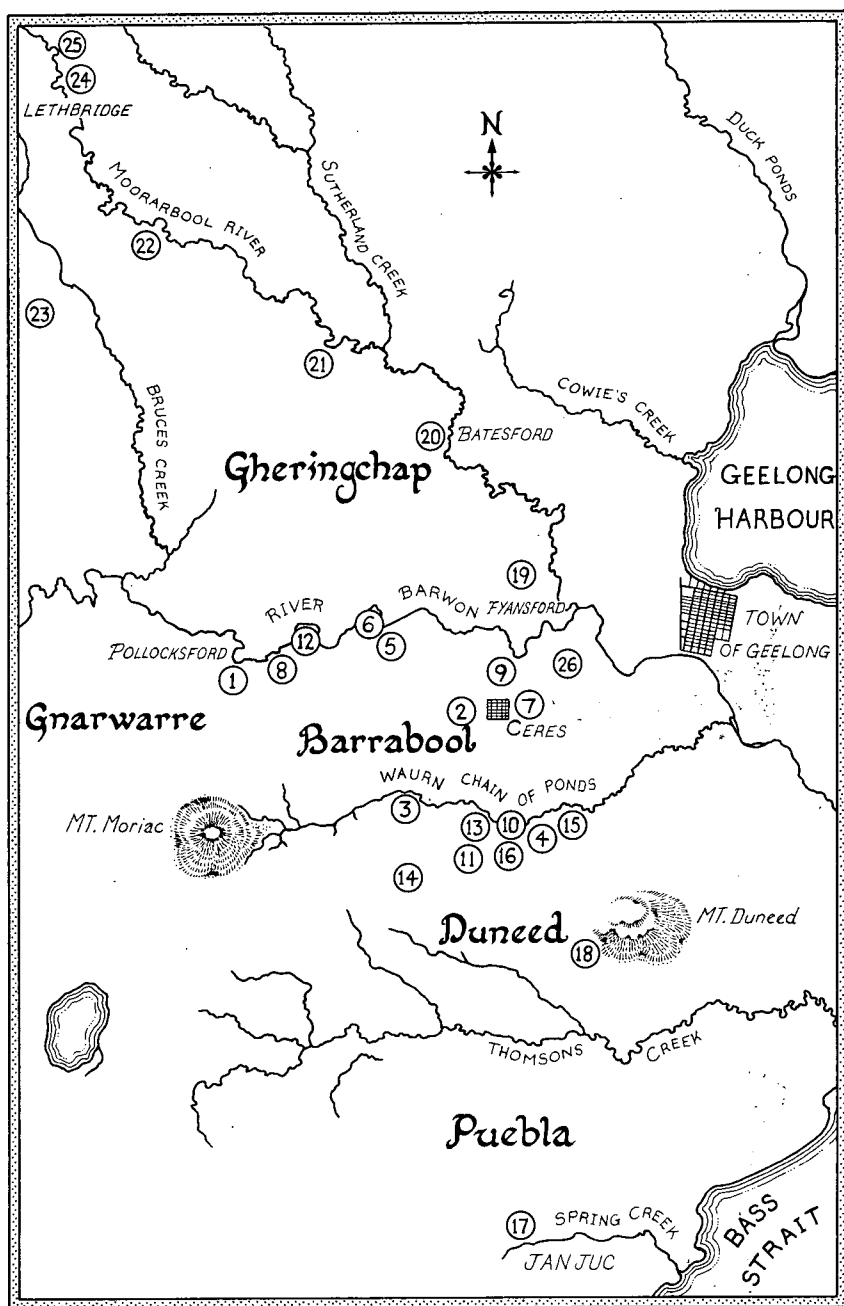 25
24
LETHBRIDGE
N
DUCK PONDS
MOORARBOOL RIVER
SUTHERLAND CREEK
22
23
21
BRUCES CREEK
COWIE'S CREEK
20
BATESFORD
Gheringchap
GEELONG
HARBOUR
19
RIVER
BARWON
FYANSFORD
TOWN
OF GEELONG
6
12
5
POLLOCKSFORD
1
8
9
26
Gnarwarre
2
7
CERES
Barrabool
WAURN CHAIN OF PONDS
MT. Moriac
3
13
10
4
15
11
16
14
MT. Duneed
Duneed
18
THOMSONS CREEK
Puebla
17
SPRING CREEK
JAN JUC
BASS
STRAIT